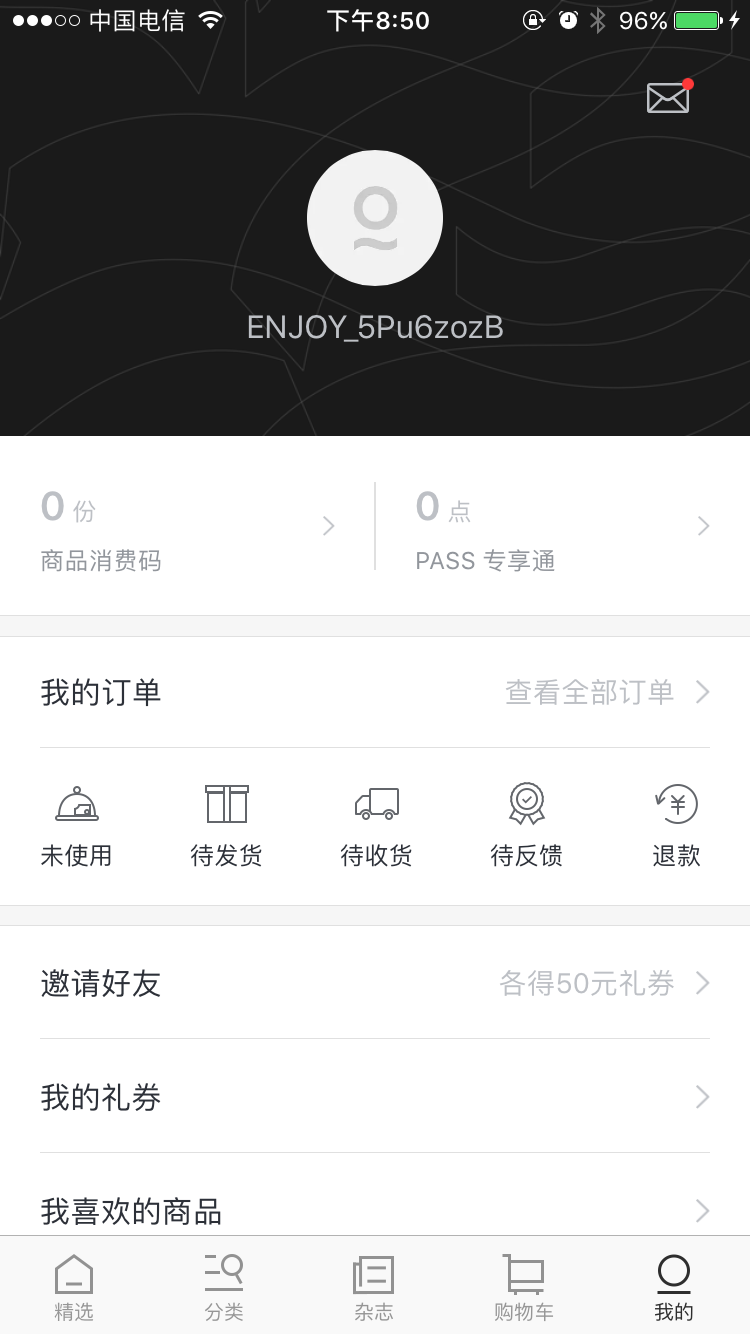 中国电信 下午8:50 96%
ENJOY_5Pu6zozB
0 份 0 点
商品消费码 PASS 专享通
我的订单 查看全部订单
未使用 待发货 待收货 待反馈 退款
邀请好友 各得50元礼券
我的礼券
我喜欢的商品
精选 分类 杂志 购物车 我的